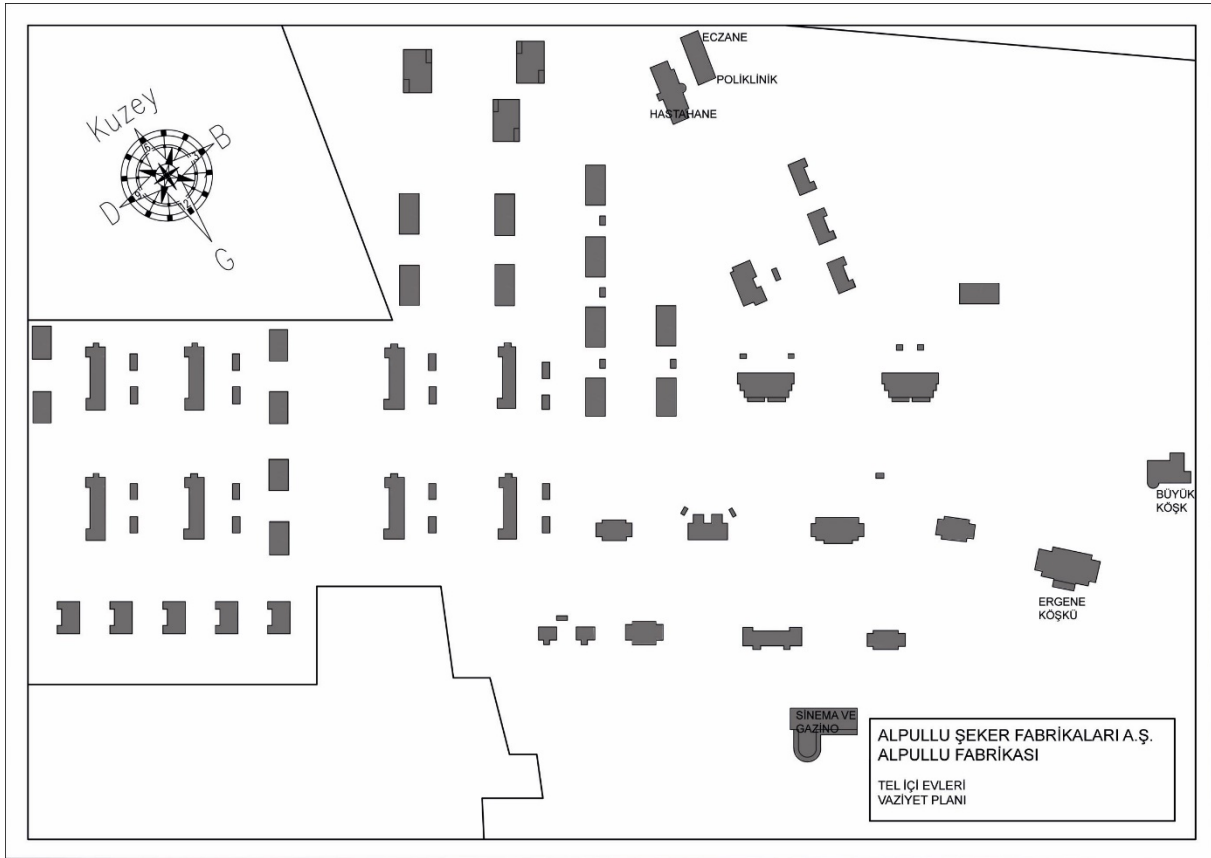 ECZANE
POLİKLİNİK
HASTAHANE
Kuzey
B
D
G
BÜYÜK
KÖŞK
ERGENE
KÖŞKÜ
SİNEMA VE
GAZİNO
ALPULLU ŞEKER FABRİKALARI A.Ş.
ALPULLU FABRİKASI
TEL İÇİ EVLERİ
VAZİYET PLANI